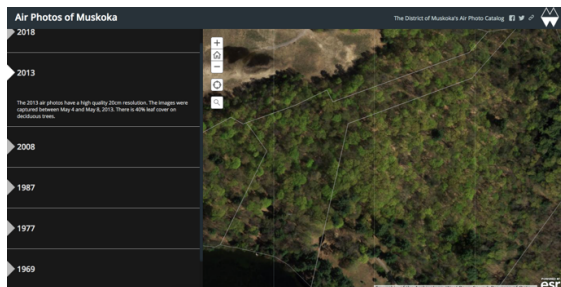 Air Photos of Muskoka
The District of Muskoka's Air Photo Catalog
2018
2013
The 2013 air photos have a high quality 20cm resolution. The images were
captured between May 4 and May 8, 2013. There is 40% leaf cover on
deciduous trees.
2008
1987
1977
1969
POWERED BY
esri